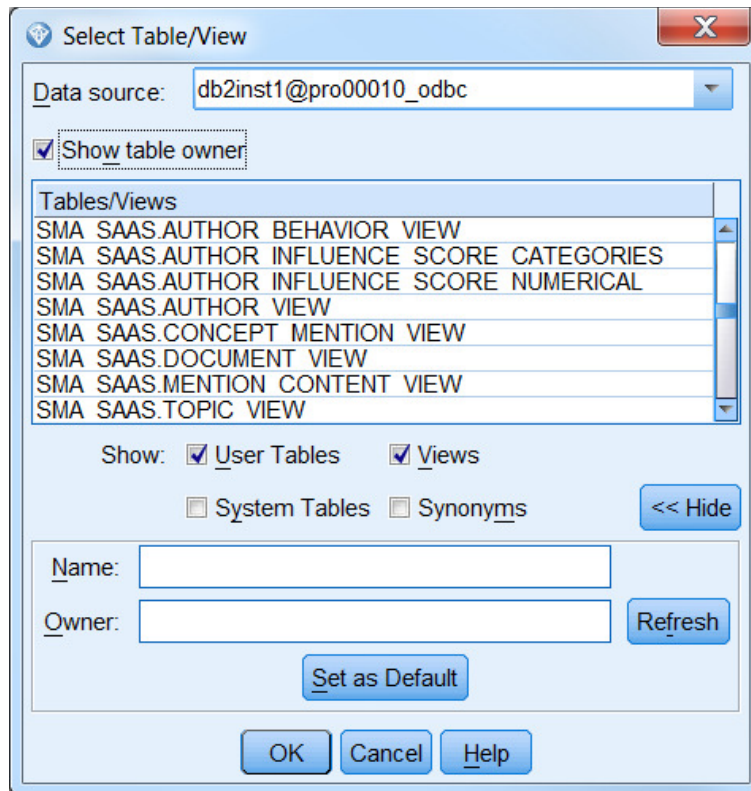 Select Table/View
X
Data source: db2inst1@pro00010_odbc
Show table owner
Tables/Views
SMA_SAAS.AUTHOR_BEHAVIOR_VIEW
SMA_SAAS.AUTHOR_INFLUENCE_SCORE_CATEGORIES
SMA_SAAS.AUTHOR_INFLUENCE_SCORE_NUMERICAL
SMA_SAAS.AUTHOR_VIEW
SMA_SAAS.CONCEPT_MENTION_VIEW
SMA_SAAS.DOCUMENT_VIEW
SMA_SAAS.MENTION_CONTENT_VIEW
SMA_SAAS.TOPIC_VIEW
Show: User Tables Views
System Tables Synonyms << Hide
Name:
Owner: Refresh
Set as Default
OK Cancel Help